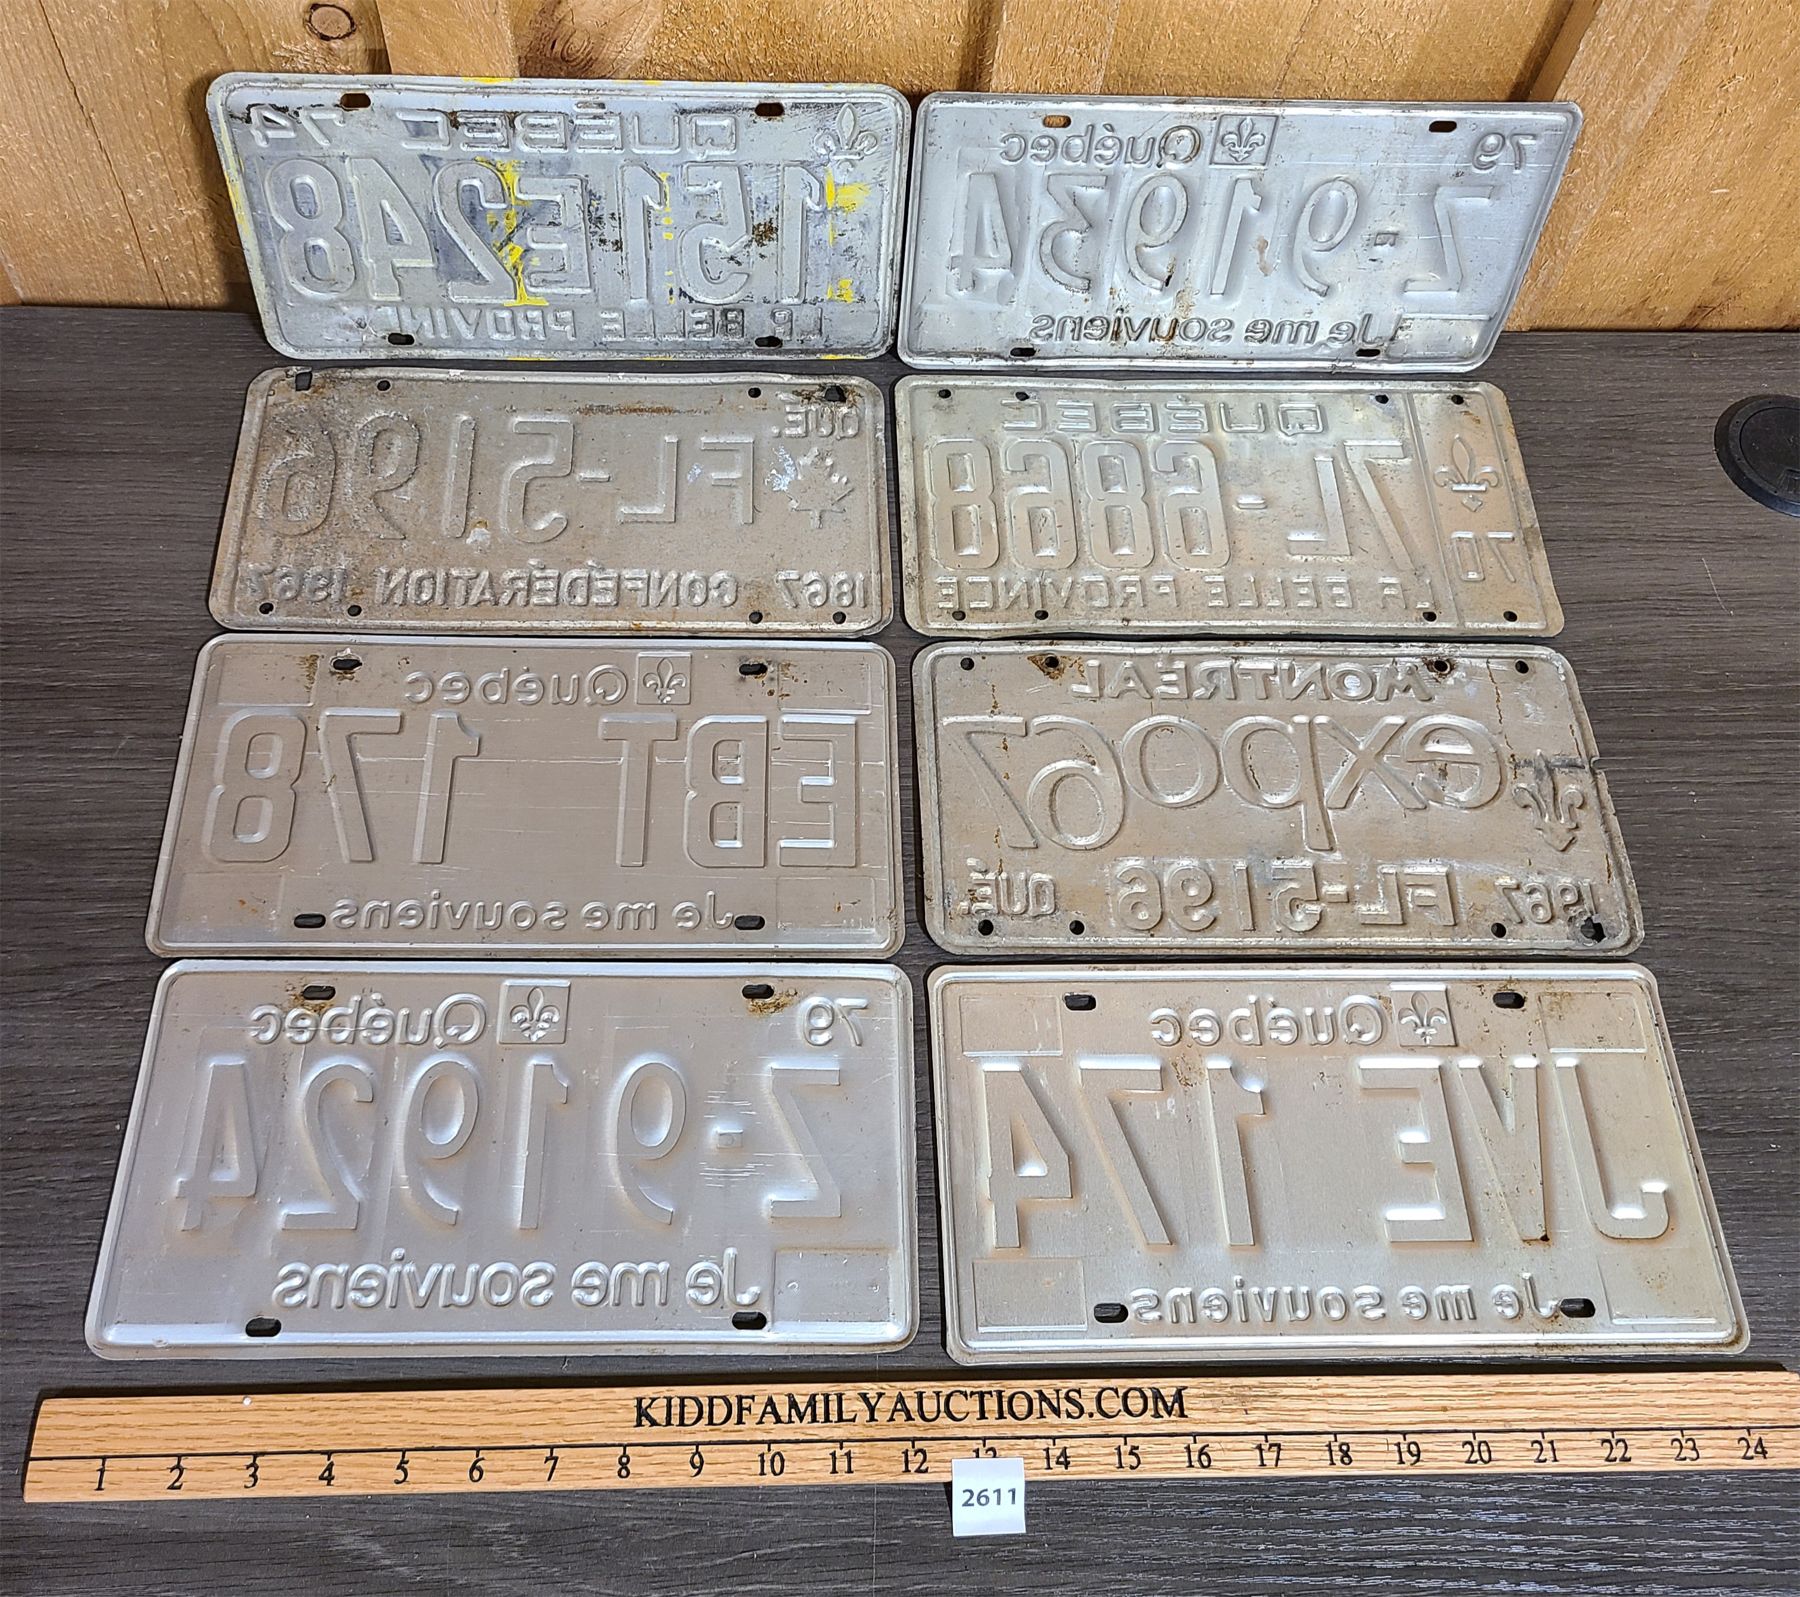 QUÉBEC 74
151E248
LA BELLE PROVINCE
79 Québec
Z-91934
Je me souviens
QUÉ.
FL-5196
1867 CONFÉDÉRATION 1967
QUÉBEC
7L-6868
70
LA BELLE PROVINCE
Québec
EBT 178
Je me souviens
MONTRÉAL
expo67
1967 FL-5196 QUÉ.
79 Québec
Z-91924
Je me souviens
Québec
JVE 174
Je me souviens
KIDDFAMILYAUCTIONS.COM
1 2 3 4 5 6 7 8 9 10 11 12 13 14 15 16 17 18 19 20 21 22 23 24
2611